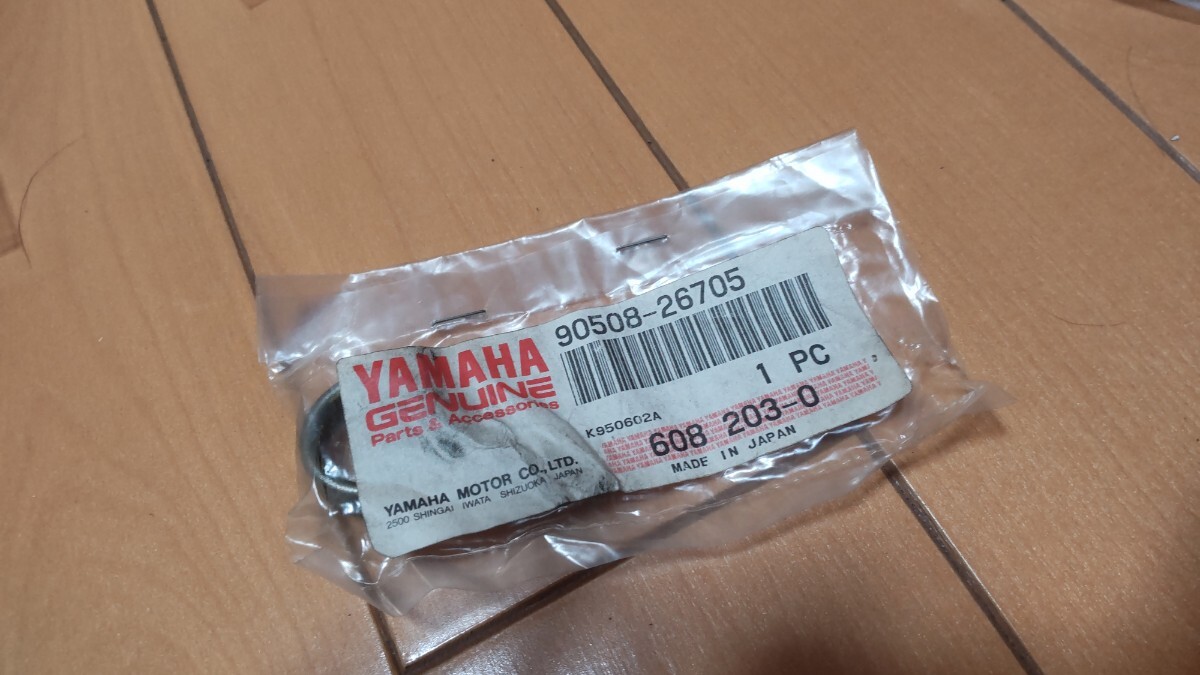 90508-26705
YAMAHA
GENUINE
Parts & Accessories
1 PC
K950602A
608 203-0
MADE IN JAPAN
YAMAHA MOTOR CO., LTD.
2500 SHINGAI IWATA SHIZUOKA JAPAN